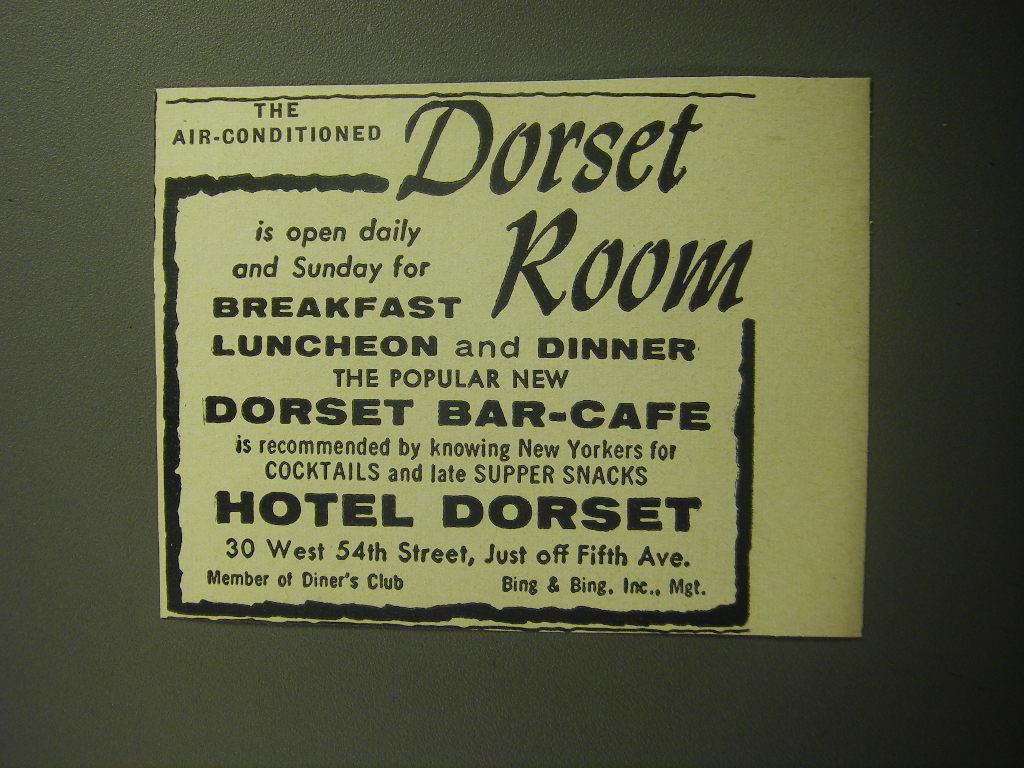 THE
AIR-CONDITIONED
Dorset
Room
is open daily
and Sunday for
BREAKFAST
LUNCHEON and DINNER
THE POPULAR NEW
DORSET BAR-CAFE
is recommended by knowing New Yorkers for
COCKTAILS and late SUPPER SNACKS
HOTEL DORSET
30 West 54th Street, Just off Fifth Ave.
Member of Diner's Club Bing & Bing, Inc., Mgt.